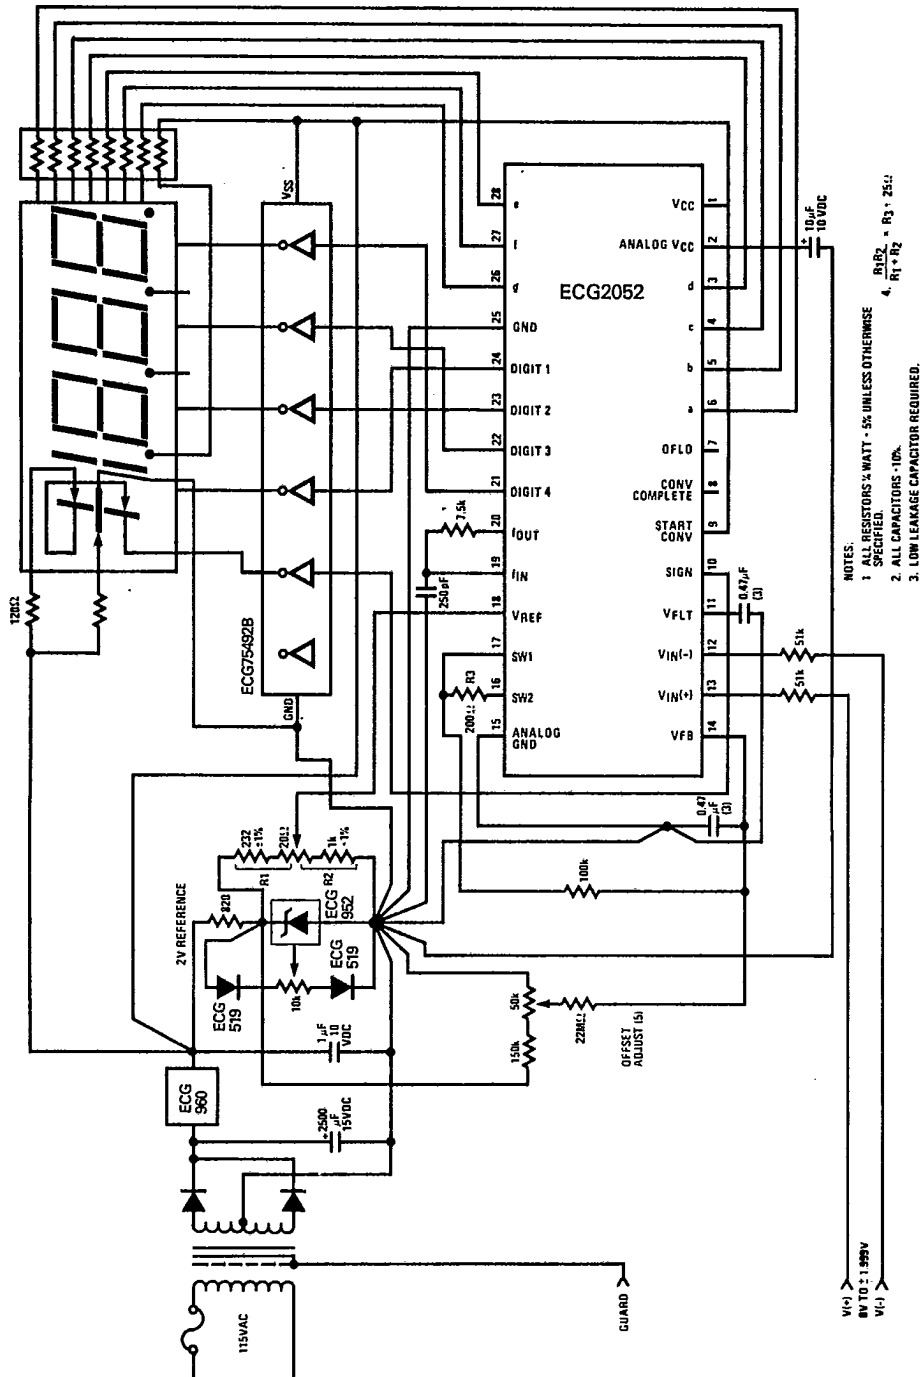 115VAC
GUARD
V(+)
0V TO ± 1.999V
V(-)
ECG
960
+2500
µF
15VDC
1 µF
10
VDC
2V REFERENCE
820
ECG
519
10k
ECG
519
ECG
952
R1
232
±1%
20Ω
R2
1k
150k
50k
22MΩ
OFFSET
ADJUST (5)
100k
0.47
µF
(3)
120Ω
GND
ECG75492B
VSS
250 pF
7.5k
200Ω
R3
ECG2052
15
ANALOG
GND
16
SW2
17
SW1
18
VREF
19
fIN
20
fOUT
21
DIGIT 4
22
DIGIT 3
23
DIGIT 2
24
DIGIT 1
25
GND
26
g
27
f
28
e
VFB
14
VIN(+)
13
VIN(-)
12
VFLT
11
SIGN
10
START
CONV
9
CONV
COMPLETE
8
OFLO
7
a
6
b
5
c
4
d
3
ANALOG VCC
2
VCC
1
0.47µF
(3)
51k
51k
+
10µF
10 VDC
NOTES:
1 ALL RESISTORS ¼ WATT - 5% UNLESS OTHERWISE
SPECIFIED.
2. ALL CAPACITORS -10%.
3. LOW LEAKAGE CAPACITOR REQUIRED.
4. R1R2 / R1 + R2 = R3 + 25Ω